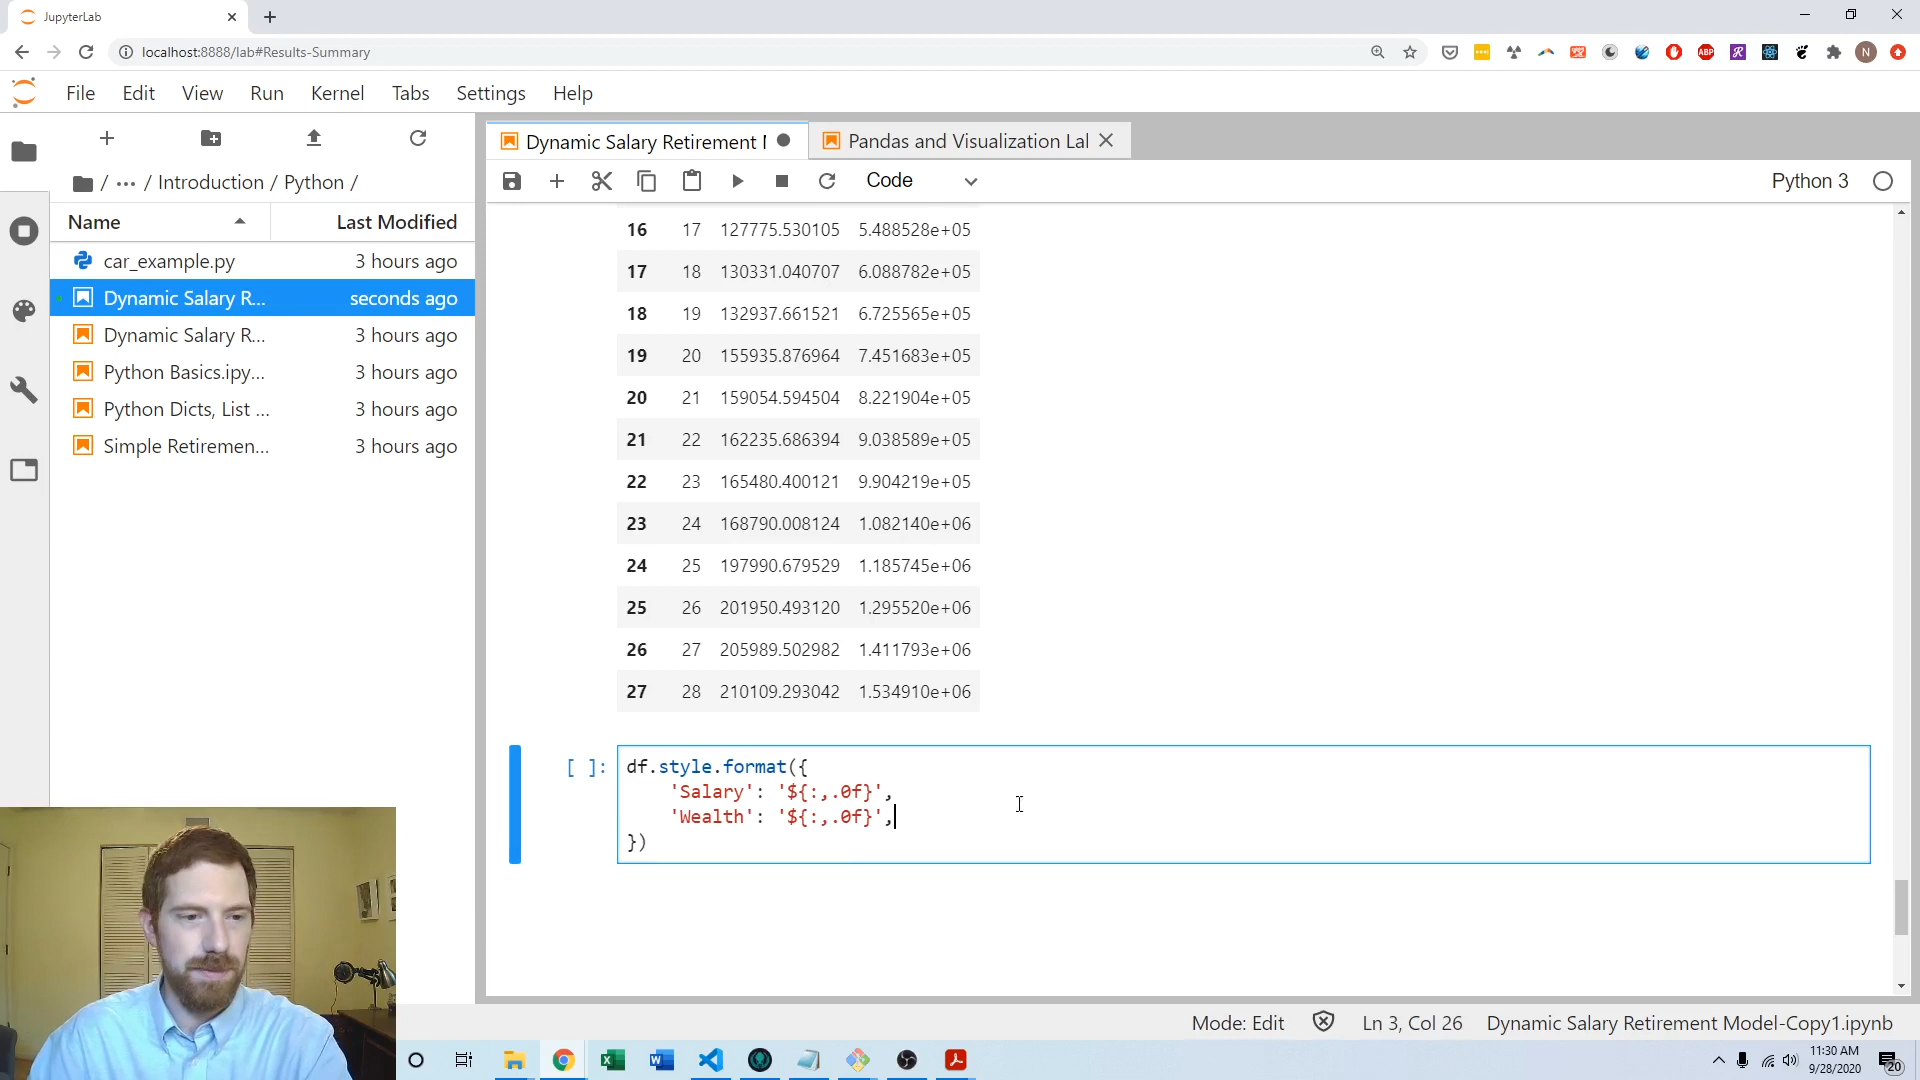 JupyterLab
localhost:8888/lab#Results-Summary
ABP
N
File Edit View Run Kernel Tabs Settings Help
/ ··· / Introduction / Python /
Name Last Modified
car_example.py 3 hours ago
Dynamic Salary R... seconds ago
Dynamic Salary R... 3 hours ago
Python Basics.ipy... 3 hours ago
Python Dicts, List ... 3 hours ago
Simple Retiremen... 3 hours ago
Dynamic Salary Retirement Pandas and Visualization Lal
Code Python 3
16 17 127775.530105 5.488528e+05
17 18 130331.040707 6.088782e+05
18 19 132937.661521 6.725565e+05
19 20 155935.876964 7.451683e+05
20 21 159054.594504 8.221904e+05
21 22 162235.686394 9.038589e+05
22 23 165480.400121 9.904219e+05
23 24 168790.008124 1.082140e+06
24 25 197990.679529 1.185745e+06
25 26 201950.493120 1.295520e+06
26 27 205989.502982 1.411793e+06
27 28 210109.293042 1.534910e+06
[ ]: df.style.format({
'Salary': '${:,.0f}',
'Wealth': '${:,.0f}',
})
Mode: Edit Ln 3, Col 26 Dynamic Salary Retirement Model-Copy1.ipynb
11:30 AM
9/28/2020
20